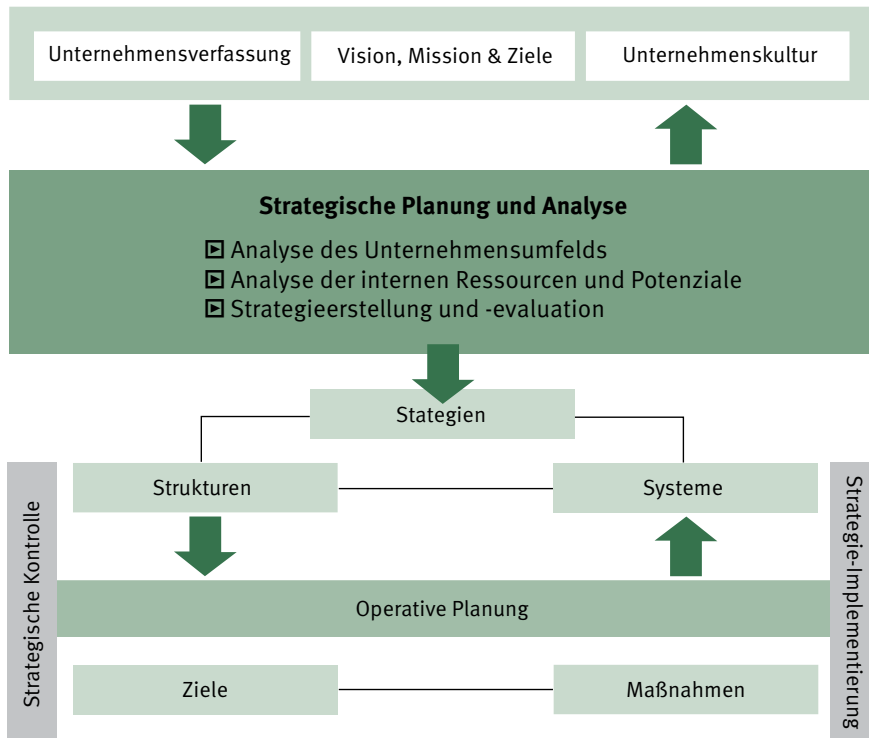 Unternehmensverfassung
Vision, Mission & Ziele
Unternehmenskultur
Strategische Planung und Analyse
Analyse des Unternehmensumfelds
Analyse der internen Ressourcen und Potenziale
Strategieerstellung und -evaluation
Stategien
Strukturen
Systeme
Strategische Kontrolle
Strategie-Implementierung
Operative Planung
Ziele
Maßnahmen